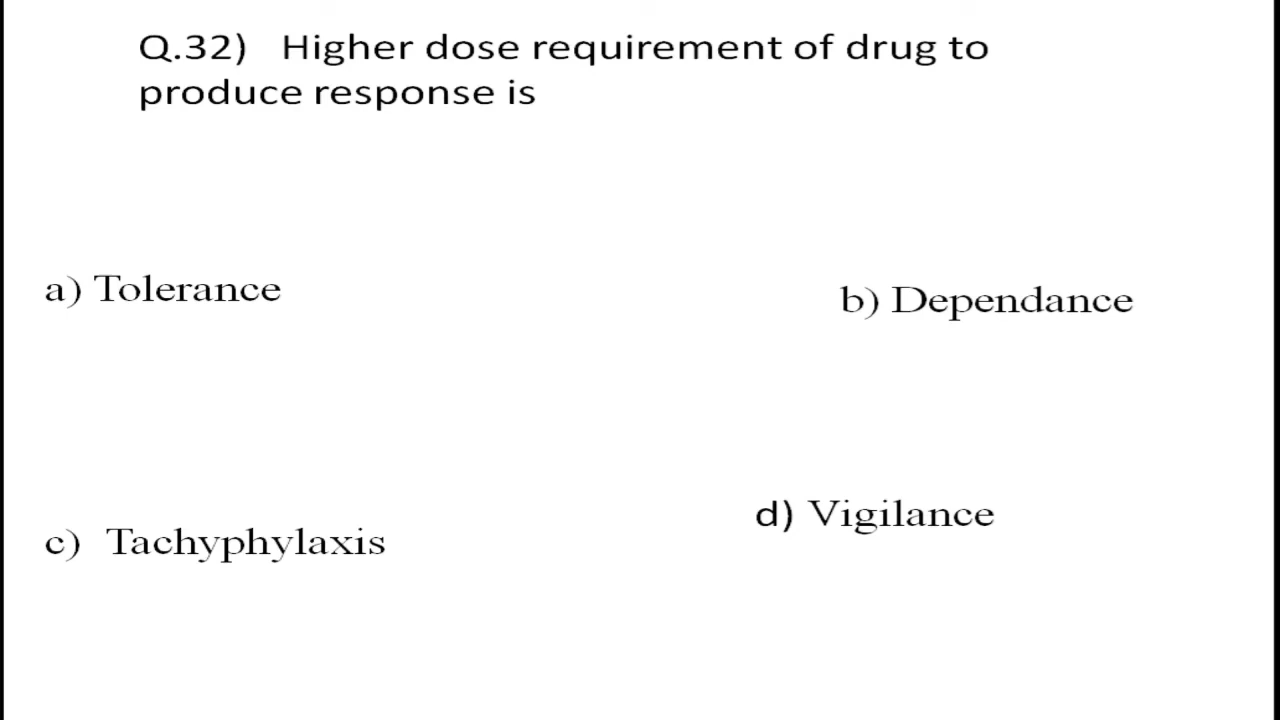 Q.32) Higher dose requirement of drug to
produce response is
a) Tolerance
b) Dependance
c) Tachyphylaxis
d) Vigilance